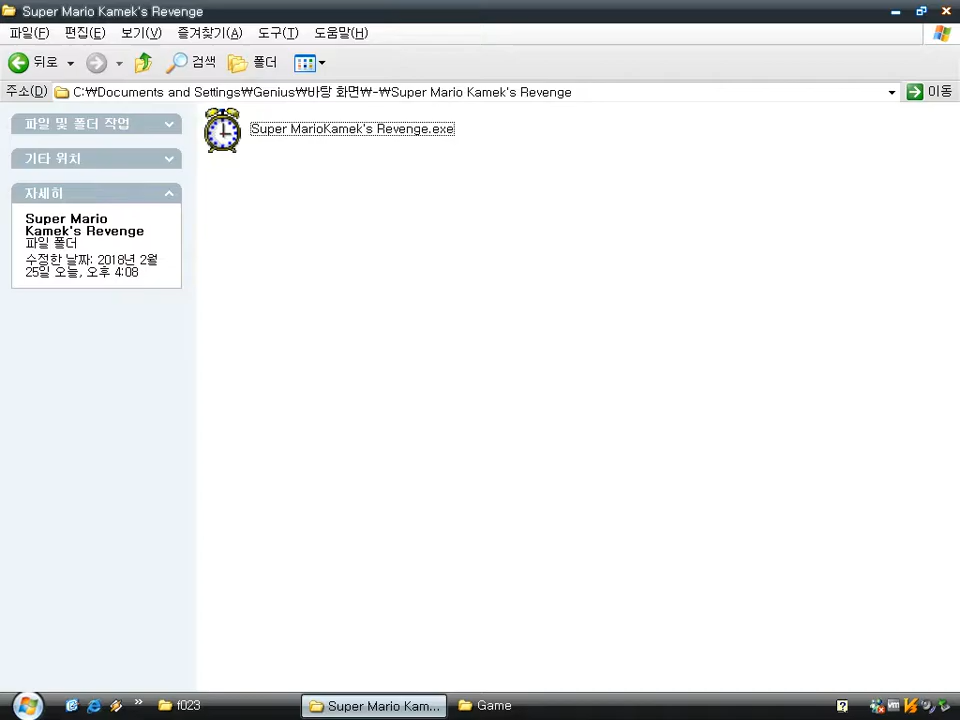 Super Mario Kamek's Revenge
파일(F) 편집(E) 보기(V) 즐겨찾기(A) 도구(T) 도움말(H)
뒤로 검색 폴더
주소(D) C:₩Documents and Settings₩Genius₩바탕 화면₩-₩Super Mario Kamek's Revenge 이동
파일 및 폴더 작업
Super MarioKamek's Revenge.exe
기타 위치
자세히
Super Mario
Kamek's Revenge
파일 폴더
수정한 날짜: 2018년 2월
25일 오늘, 오후 4:08
f023 Super Mario Kam... Game